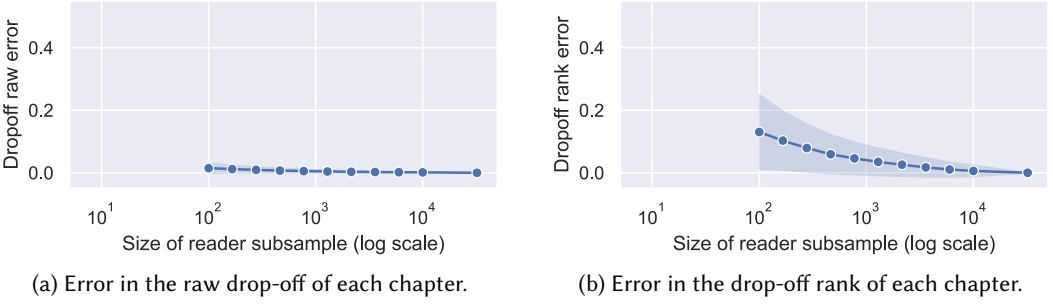 Dropoff raw error
0.4
0.2
0.0
10^1 10^2 10^3 10^4
Size of reader subsample (log scale)
(a) Error in the raw drop-off of each chapter.
Dropoff rank error
0.4
0.2
0.0
10^1 10^2 10^3 10^4
Size of reader subsample (log scale)
(b) Error in the drop-off rank of each chapter.